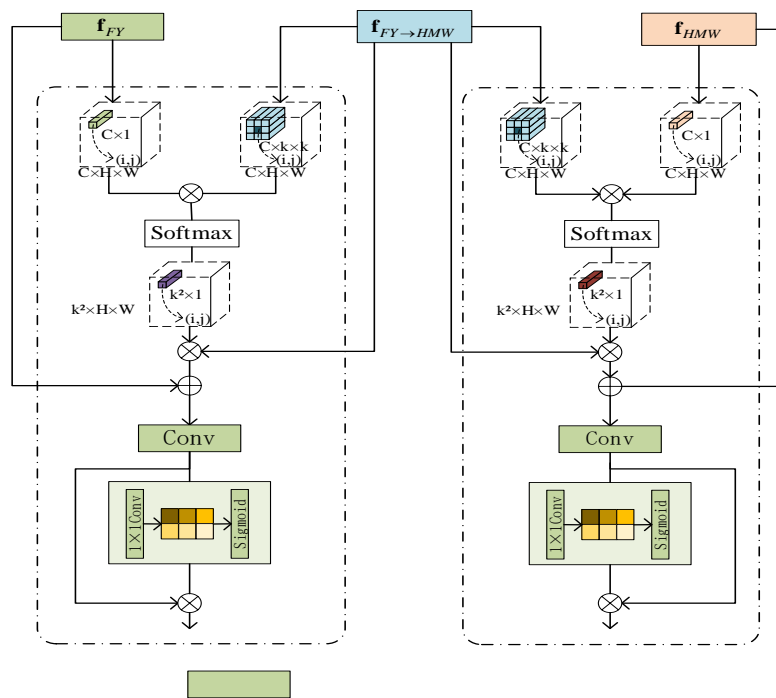 f_FY
f_FY→HMW
f_HMW
C×1
(i,j)
C×H×W
C×k×k
(i,j)
C×H×W
C×k×k
(i,j)
C×H×W
C×1
(i,j)
C×H×W
Softmax
Softmax
k²×1
(i,j)
k²×H×W
k²×1
(i,j)
k²×H×W
Conv
Conv
1×1Conv
Sigmoid
1×1Conv
Sigmoid